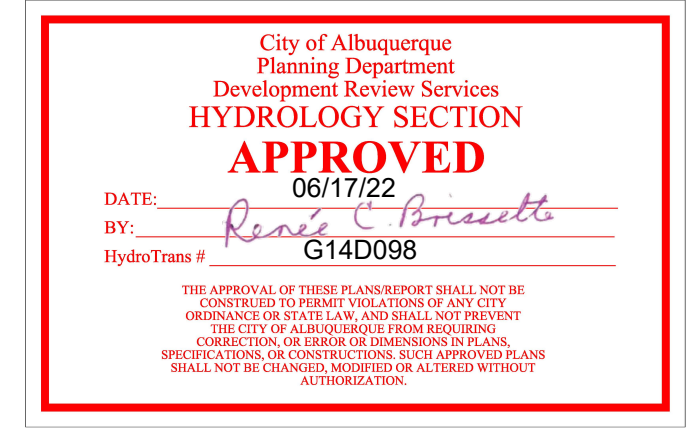 City of Albuquerque
Planning Department
Development Review Services
HYDROLOGY SECTION
APPROVED
DATE: 06/17/22
BY: Renée C. Brissette
HydroTrans # G14D098
THE APPROVAL OF THESE PLANS/REPORT SHALL NOT BE
CONSTRUED TO PERMIT VIOLATIONS OF ANY CITY
ORDINANCE OR STATE LAW, AND SHALL NOT PREVENT
THE CITY OF ALBUQUERQUE FROM REQUIRING
CORRECTION, OR ERROR OR DIMENSIONS IN PLANS,
SPECIFICATIONS, OR CONSTRUCTIONS. SUCH APPROVED PLANS
SHALL NOT BE CHANGED, MODIFIED OR ALTERED WITHOUT
AUTHORIZATION.